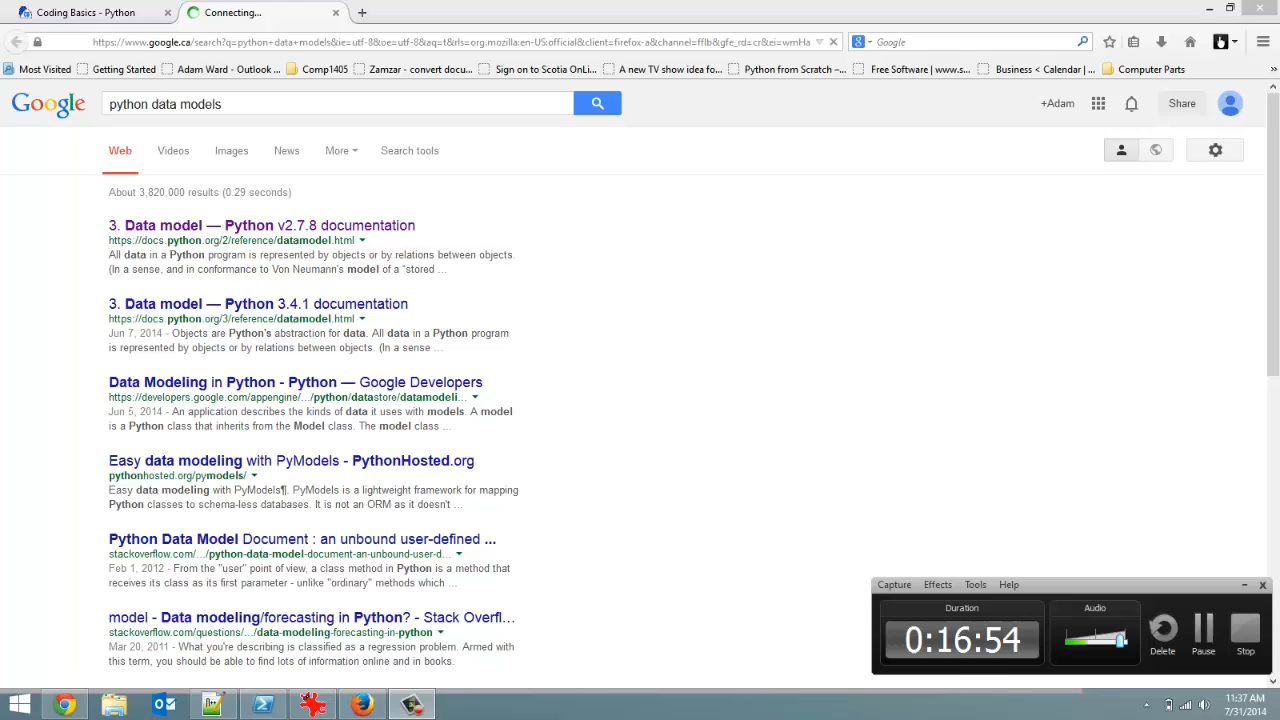 Coding Basics - Python
Connecting...
https://www.google.ca/search?q=python+data+models&ie=utf-8&oe=utf-8&aq=t&rls=org.mozilla:en-US:official&client=firefox-a&channel=fflb&gfe_rd=cr&ei=wmHa
Google
Most Visited
Getting Started
Adam Ward - Outlook ...
Comp1405
Zamzar - convert docu...
Sign on to Scotia OnLi...
A new TV show idea fo...
Python from Scratch –...
Free Software | www.s...
Business < Calendar | ...
Computer Parts
»
Google
python data models
+Adam
Share
Web
Videos
Images
News
More
Search tools
About 3,820,000 results (0.29 seconds)
3. Data model — Python v2.7.8 documentation
https://docs.python.org/2/reference/datamodel.html
All data in a Python program is represented by objects or by relations between objects.
(In a sense, and in conformance to Von Neumann's model of a "stored ...
3. Data model — Python 3.4.1 documentation
https://docs.python.org/3/reference/datamodel.html
Jun 7, 2014 - Objects are Python's abstraction for data. All data in a Python program
is represented by objects or by relations between objects. (In a sense ...
Data Modeling in Python - Python — Google Developers
https://developers.google.com/appengine/.../python/datastore/datamodeli...
Jun 5, 2014 - An application describes the kinds of data it uses with models. A model
is a Python class that inherits from the Model class. The model class ...
Easy data modeling with PyModels - PythonHosted.org
pythonhosted.org/pymodels/
Easy data modeling with PyModels¶. PyModels is a lightweight framework for mapping
Python classes to schema-less databases. It is not an ORM as it doesn't ...
Python Data Model Document : an unbound user-defined ...
stackoverflow.com/.../python-data-model-document-an-unbound-user-d...
Feb 1, 2012 - From the "user" point of view, a class method in Python is a method that
receives its class as its first parameter - unlike "ordinary" methods which ...
model - Data modeling/forecasting in Python? - Stack Overfl...
stackoverflow.com/questions/.../data-modeling-forecasting-in-python
Mar 20, 2011 - What you're describing is classified as a regression problem. Armed with
this term, you should be able to find lots of information online and in books.
Capture
Effects
Tools
Help
Duration
Audio
0:16:54
Delete
Pause
Stop
11:37 AM
7/31/2014